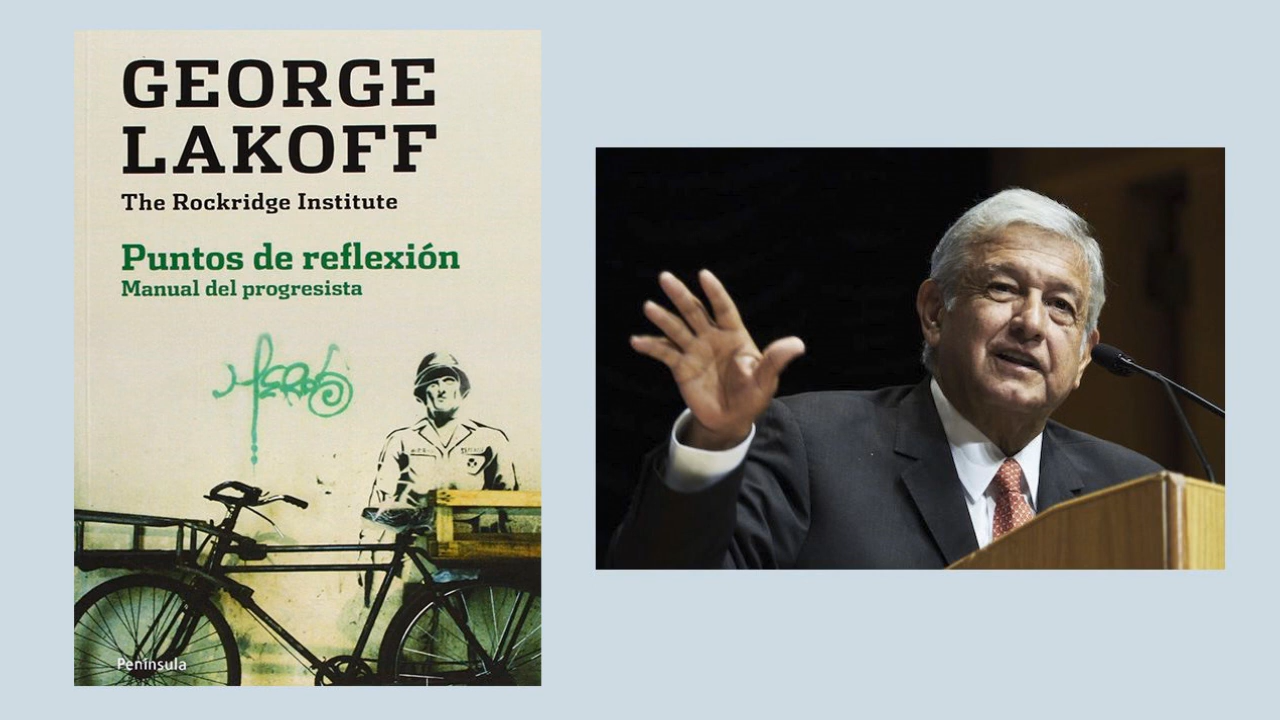 GEORGE
LAKOFF
The Rockridge Institute
Puntos de reflexión
Manual del progresista
Península